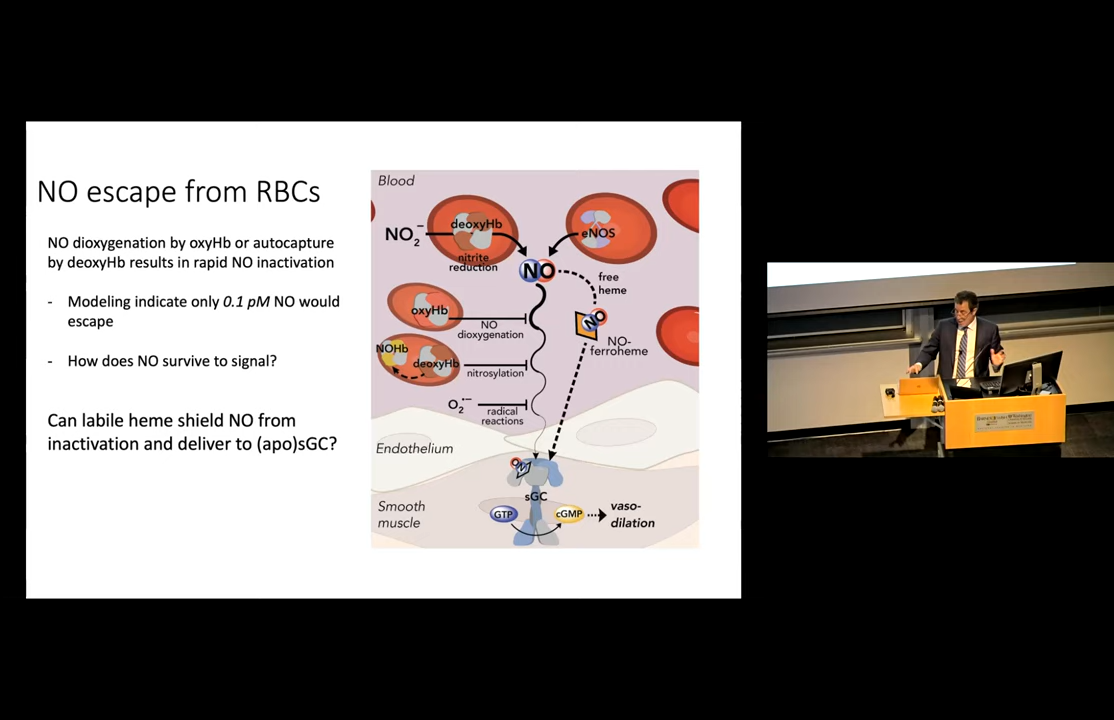 NO escape from RBCs
NO dioxygenation by oxyHb or autocapture
by deoxyHb results in rapid NO inactivation
- Modeling indicate only 0.1 pM NO would
escape
- How does NO survive to signal?
Can labile heme shield NO from
inactivation and deliver to (apo)sGC?
Blood
NO₂⁻
deoxyHb
nitrite
reduction
eNOS
NO
free
heme
NO
NO-
ferroheme
oxyHb
NO
dioxygenation
NOHb
deoxyHb
nitrosylation
O₂•⁻
radical
reactions
Endothelium
sGC
Smooth
muscle
GTP
cGMP
vaso-
dilation